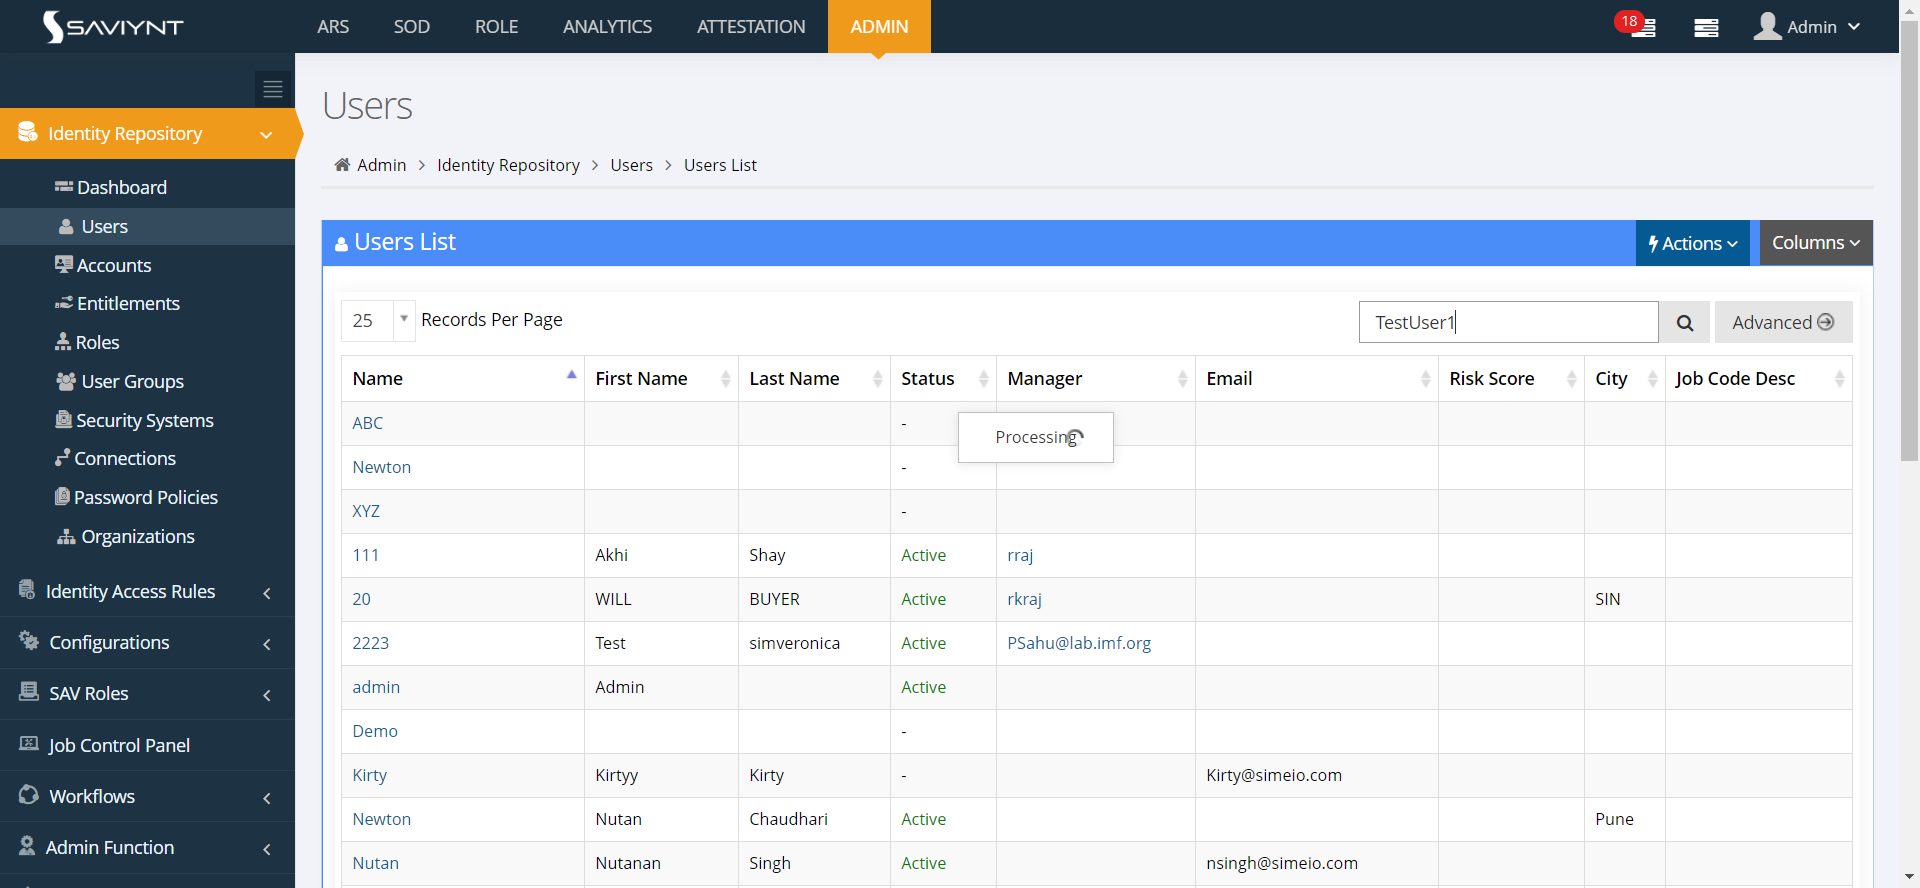 SAVIYNT
ARS SOD ROLE ANALYTICS ATTESTATION ADMIN 18 Admin
Identity Repository
Dashboard
Users
Accounts
Entitlements
Roles
User Groups
Security Systems
Connections
Password Policies
Organizations
Identity Access Rules
Configurations
SAV Roles
Job Control Panel
Workflows
Admin Function
Users
Admin > Identity Repository > Users > Users List
Users List Actions Columns
25 Records Per Page TestUser1 Advanced
Name First Name Last Name Status Manager Email Risk Score City Job Code Desc
ABC -
Processing
Newton -
XYZ -
111 Akhi Shay Active rraj
20 WILL BUYER Active rkraj SIN
2223 Test simveronica Active PSahu@lab.imf.org
admin Admin Active
Demo -
Kirty Kirtyy Kirty - Kirty@simeio.com
Newton Nutan Chaudhari Active Pune
Nutan Nutanan Singh Active nsingh@simeio.com